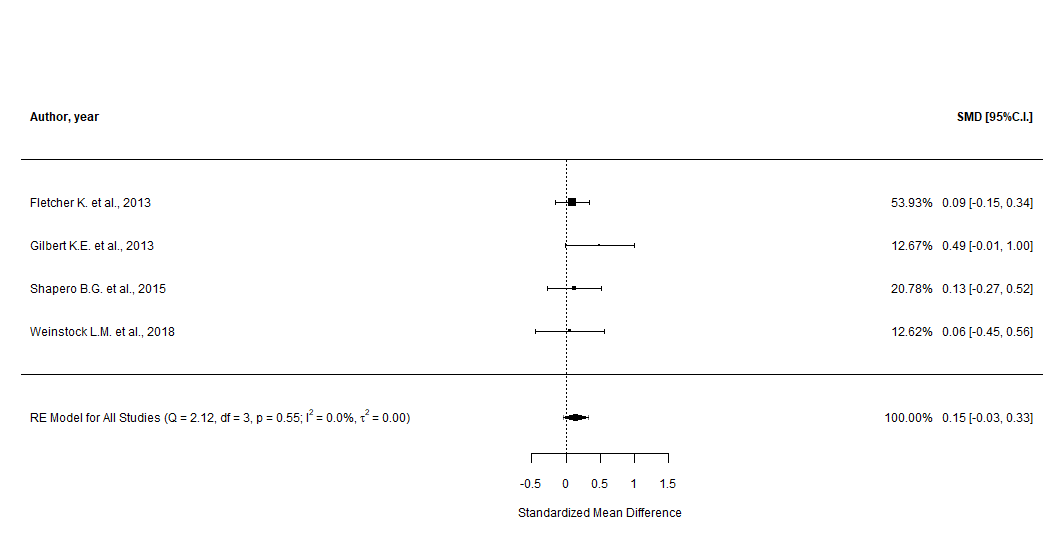 Author, year SMD [95%C.I.]
Fletcher K. et al., 2013 53.93% 0.09 [-0.15, 0.34]
Gilbert K.E. et al., 2013 12.67% 0.49 [-0.01, 1.00]
Shapero B.G. et al., 2015 20.78% 0.13 [-0.27, 0.52]
Weinstock L.M. et al., 2018 12.62% 0.06 [-0.45, 0.56]
RE Model for All Studies (Q = 2.12, df = 3, p = 0.55; I² = 0.0%, τ² = 0.00) 100.00% 0.15 [-0.03, 0.33]
-0.5 0 0.5 1 1.5
Standardized Mean Difference